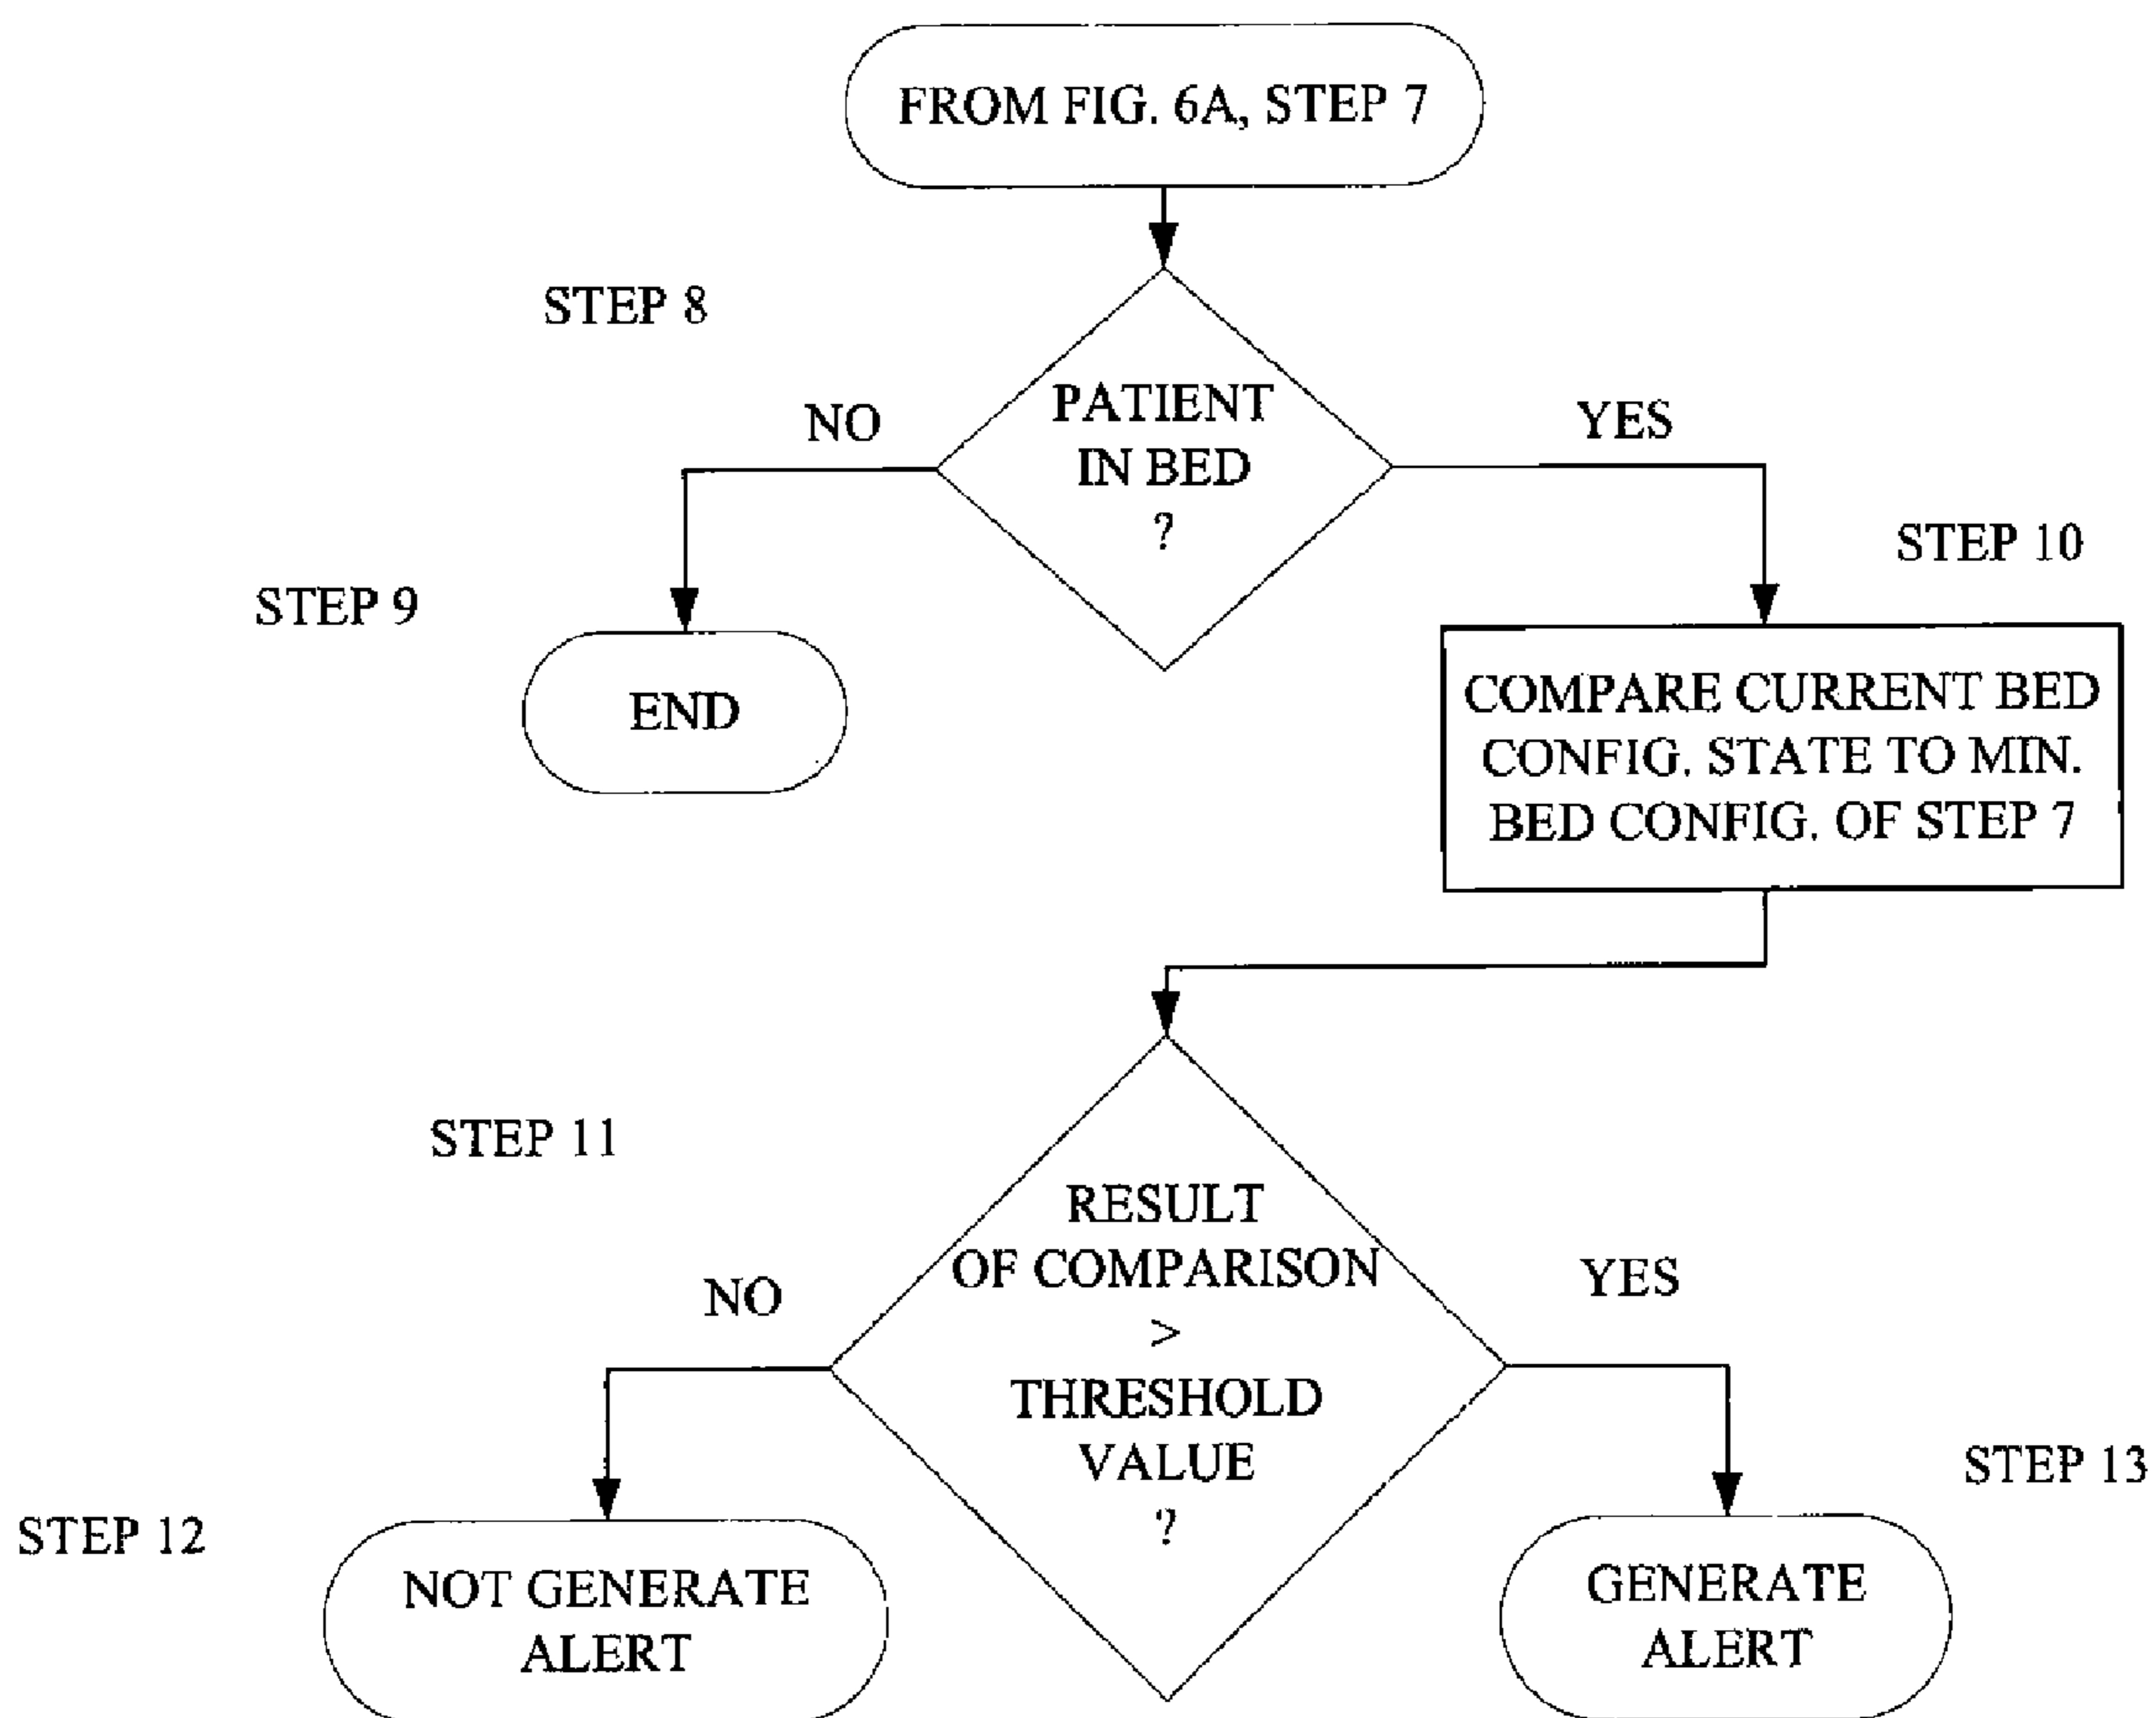 FROM FIG. 6A, STEP 7
STEP 8
PATIENT
IN BED
?
NO
YES
STEP 9
END
STEP 10
COMPARE CURRENT BED
CONFIG. STATE TO MIN.
BED CONFIG. OF STEP 7
STEP 11
RESULT
OF COMPARISON
>
THRESHOLD
VALUE
?
NO
YES
STEP 12
NOT GENERATE
ALERT
STEP 13
GENERATE
ALERT